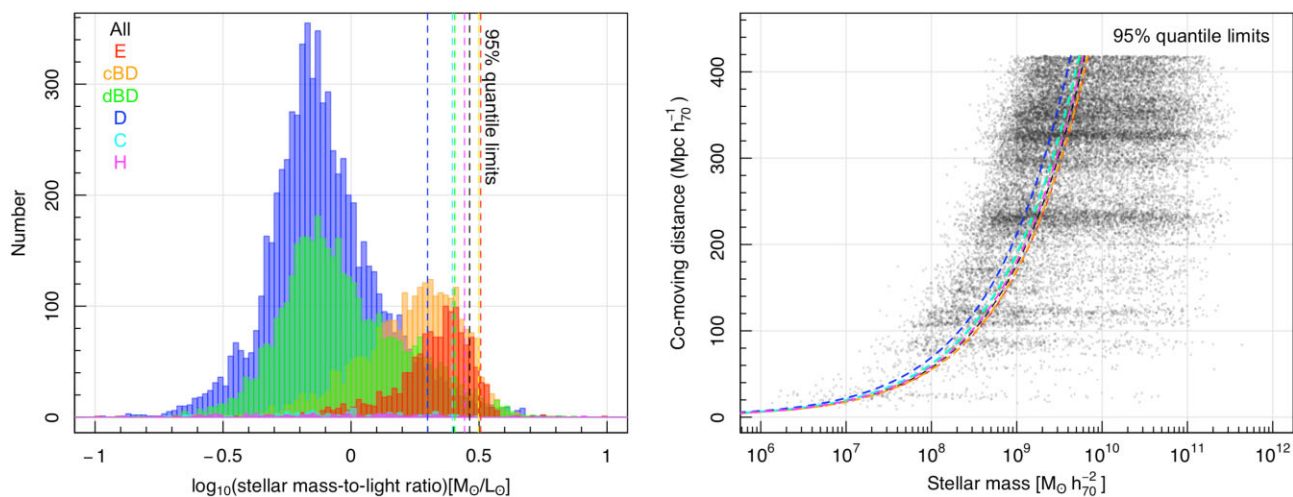 All
E
cBD
dBD
D
C
H
95% quantile limits
Number
0
100
200
300
−1
−0.5
0
0.5
1
log₁₀(stellar mass-to-light ratio)[M⊙/L⊙]
95% quantile limits
Co-moving distance (Mpc h₇₀⁻¹)
0
100
200
300
400
10⁶
10⁷
10⁸
10⁹
10¹⁰
10¹¹
10¹²
Stellar mass [M⊙ h₇₀⁻²]